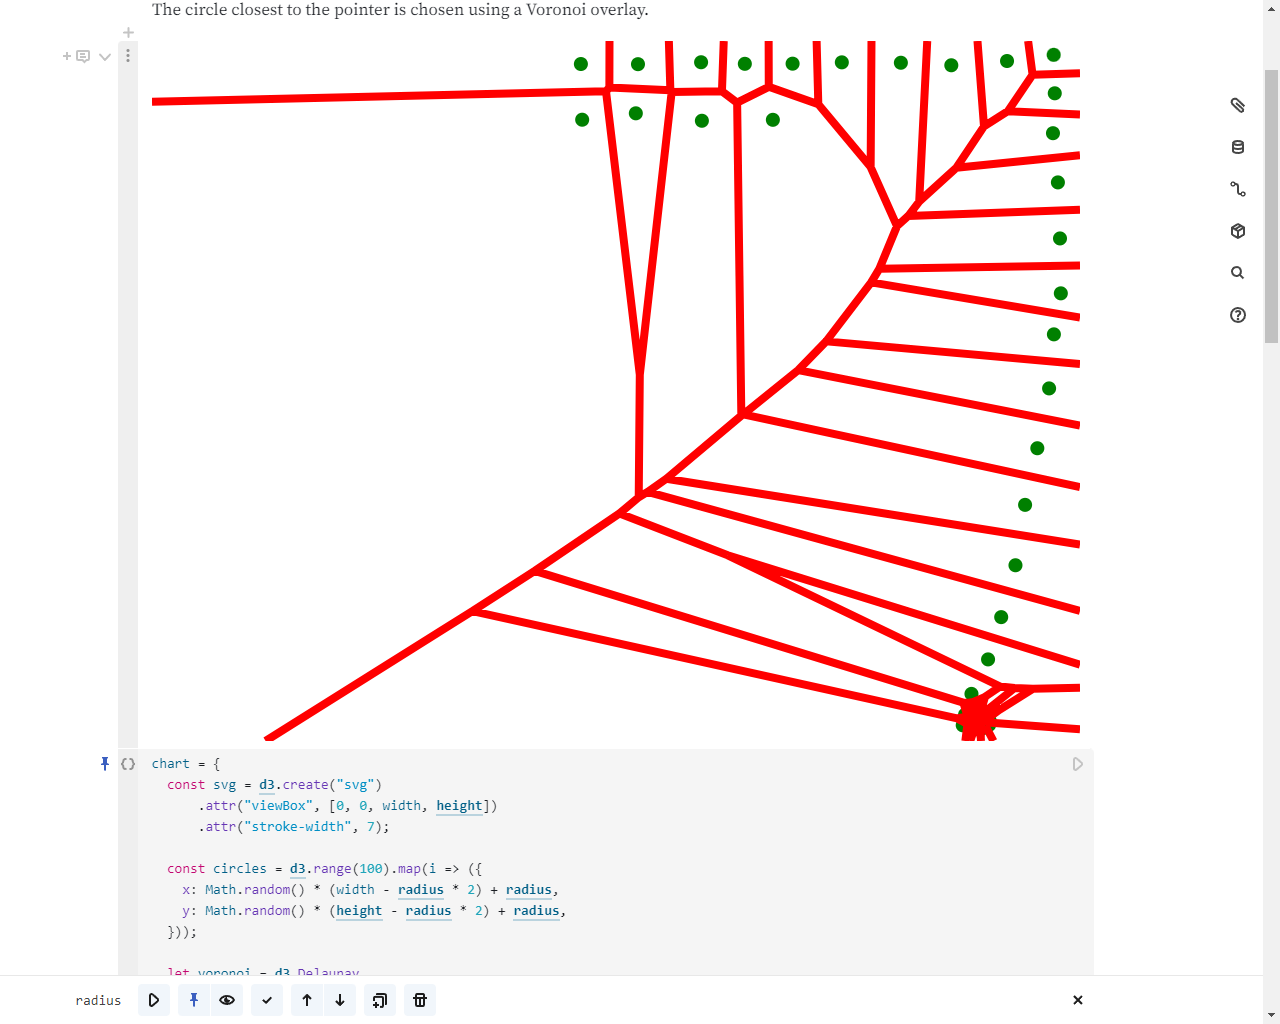 The circle closest to the pointer is chosen using a Voronoi overlay.
chart = {
const svg = d3.create("svg")
.attr("viewBox", [0, 0, width, height])
.attr("stroke-width", 7);
const circles = d3.range(100).map(i => ({
x: Math.random() * (width - radius * 2) + radius,
y: Math.random() * (height - radius * 2) + radius,
}));
let voronoi = d3.Delaunay
radius